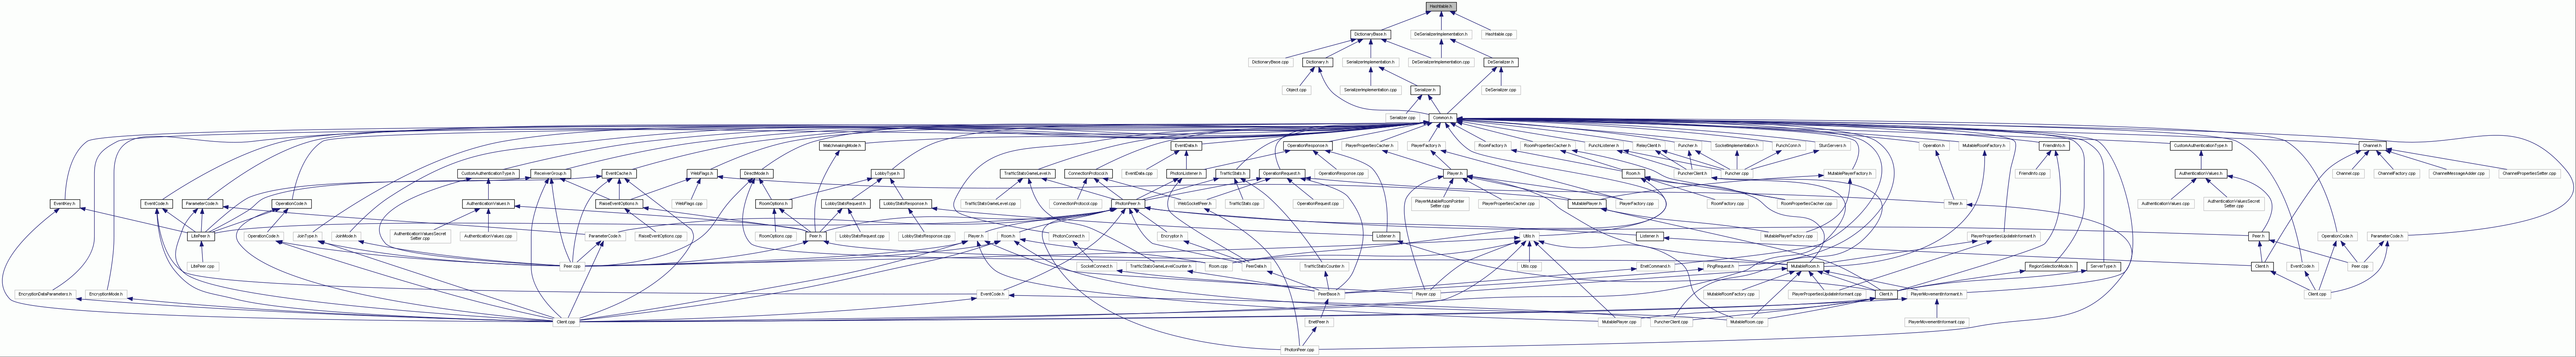 Hashtable.h
DictionaryBase.h
DeSerializerImplementation.h
Hashtable.cpp
DictionaryBase.cpp
Dictionary.h
SerializerImplementation.h
DeSerializerImplementation.cpp
DeSerializer.h
Object.cpp
SerializerImplementation.cpp
Serializer.h
DeSerializer.cpp
Serializer.cpp
Common.h
MatchmakingMode.h
EventData.h
OperationResponse.h
PlayerPropertiesCacher.h
PlayerFactory.h
RoomFactory.h
RoomPropertiesCacher.h
PunchListener.h
RelayClient.h
Puncher.h
SocketImplementation.h
PunchConn.h
StunServers.h
Operation.h
MutableRoomFactory.h
FriendInfo.h
CustomAuthenticationType.h
Channel.h
CustomAuthenticationType.h
ReceiverGroup.h
EventCache.h
WebFlags.h
DirectMode.h
LobbyType.h
TrafficStatsGameLevel.h
ConnectionProtocol.h
EventData.cpp
PhotonListener.h
TrafficStats.h
OperationRequest.h
OperationResponse.cpp
Player.h
Room.h
PuncherClient.h
Puncher.cpp
MutablePlayerFactory.h
FriendInfo.cpp
AuthenticationValues.h
Channel.cpp
ChannelFactory.cpp
ChannelMessageAdder.cpp
ChannelPropertiesSetter.cpp
EventKey.h
EventCode.h
ParameterCode.h
OperationCode.h
AuthenticationValues.h
RaiseEventOptions.h
WebFlags.cpp
RoomOptions.h
LobbyStatsRequest.h
LobbyStatsResponse.h
TrafficStatsGameLevel.cpp
ConnectionProtocol.cpp
PhotonPeer.h
WebSocketPeer.h
TrafficStats.cpp
OperationRequest.cpp
PlayerMutableRoomPointer
Setter.cpp
PlayerPropertiesCacher.cpp
MutablePlayer.h
PlayerFactory.cpp
RoomFactory.cpp
RoomPropertiesCacher.cpp
TPeer.h
AuthenticationValues.cpp
AuthenticationValuesSecret
Setter.cpp
LitePeer.h
OperationCode.h
JoinType.h
JoinMode.h
AuthenticationValuesSecret
Setter.cpp
AuthenticationValues.cpp
ParameterCode.h
RaiseEventOptions.cpp
RoomOptions.cpp
Peer.h
LobbyStatsRequest.cpp
LobbyStatsResponse.cpp
Player.h
Room.h
PhotonConnect.h
Encryptor.h
Listener.h
Utils.h
Listener.h
MutablePlayerFactory.cpp
PlayerPropertiesUpdateInformant.h
Peer.h
OperationCode.h
ParameterCode.h
LitePeer.cpp
Peer.cpp
SocketConnect.h
TrafficStatsGameLevelCounter.h
Room.cpp
PeerData.h
TrafficStatsCounter.h
Utils.cpp
EnetCommand.h
PingRequest.h
MutableRoom.h
RegionSelectionMode.h
ServerType.h
Client.h
EventCode.h
Peer.cpp
EncryptionDataParameters.h
EncryptionMode.h
EventCode.h
PeerBase.h
Player.cpp
MutableRoomFactory.cpp
PlayerPropertiesUpdateInformant.cpp
Client.h
PlayerMovementInformant.h
Client.cpp
Client.cpp
EnetPeer.h
MutablePlayer.cpp
PuncherClient.cpp
MutableRoom.cpp
PlayerMovementInformant.cpp
PhotonPeer.cpp